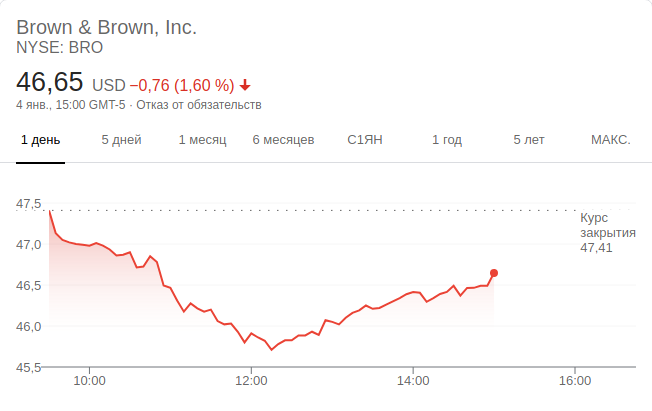 Brown & Brown, Inc.
NYSE: BRO
46,65 USD −0,76 (1,60 %)
4 янв., 15:00 GMT-5 · Отказ от обязательств
1 день 5 дней 1 месяц 6 месяцев С1ЯН 1 год 5 лет МАКС.
47.5
Курс
закрытия
47,41
47.0
46.5
46.0
45,5
10:00 12:00 14:00 16:00